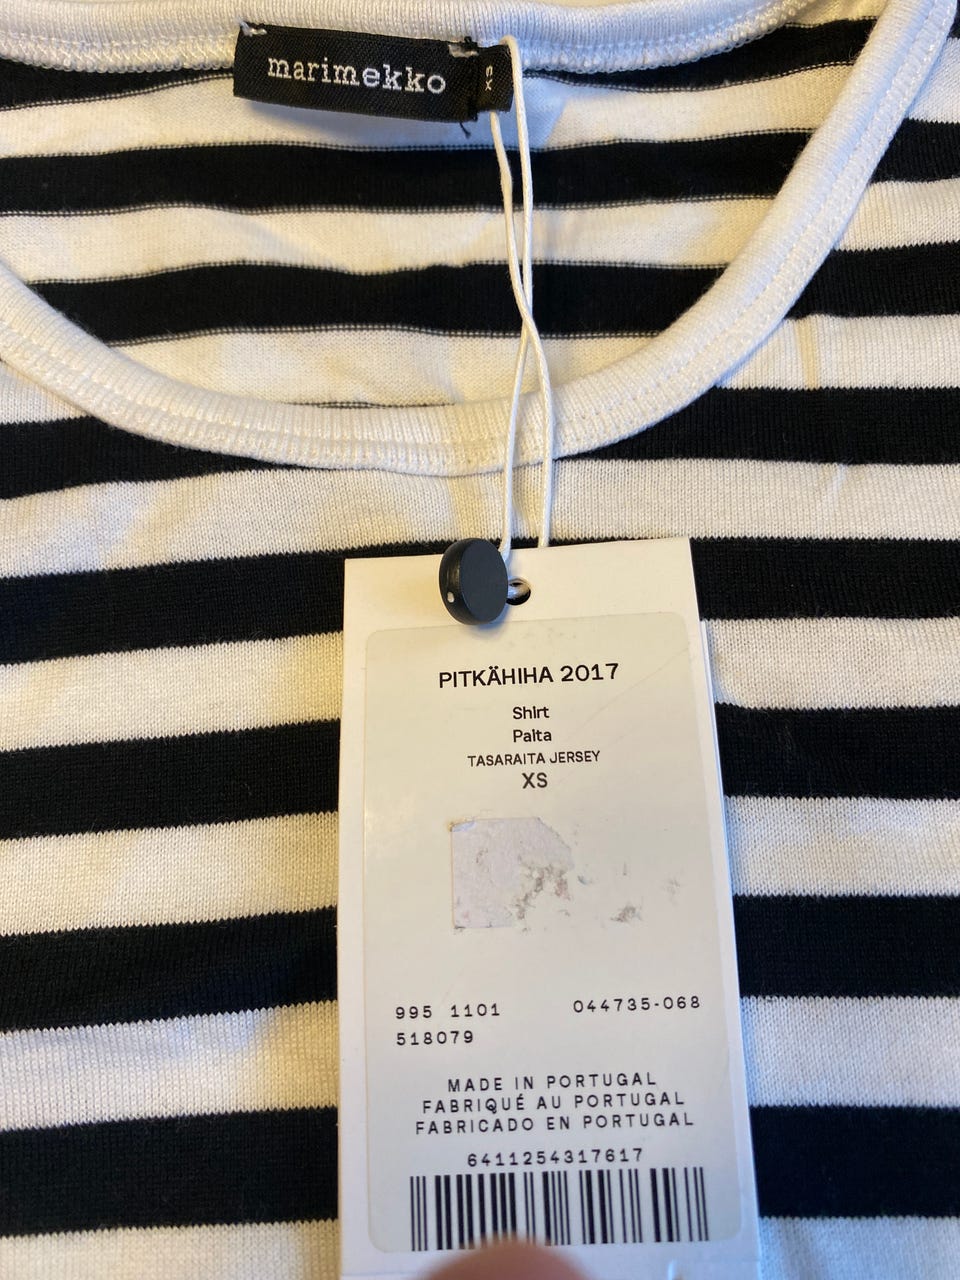 marimekko
XS
PITKÄHIHA 2017
Shirt
Paita
TASARAITA JERSEY
XS
995 1101 044735-068
518079
MADE IN PORTUGAL
FABRIQUÉ AU PORTUGAL
FABRICADO EN PORTUGAL
6411254317617